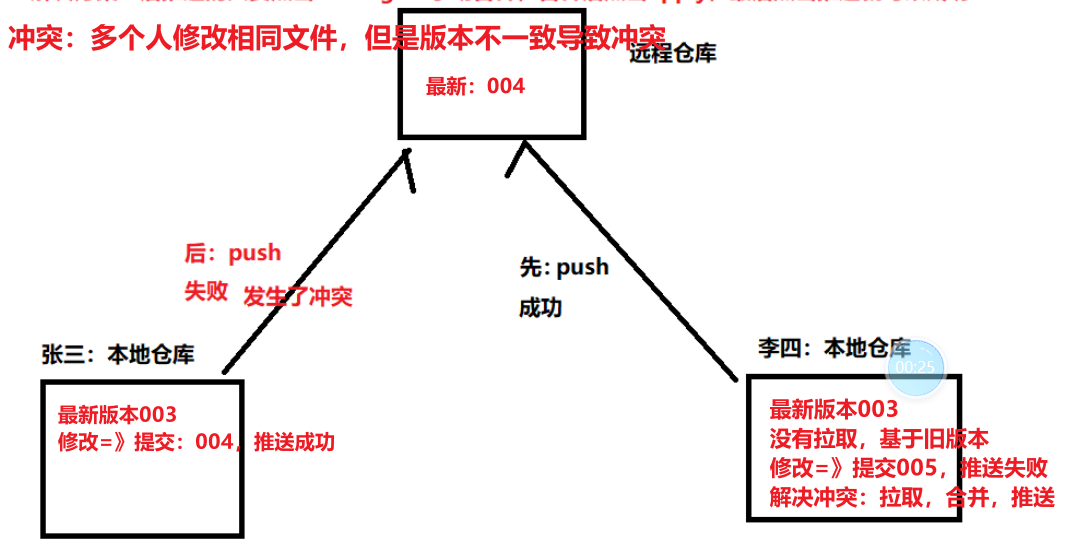 冲突：多个人修改相同文件，但是版本不一致导致冲突
远程仓库
最新：004
后：push
失败 发生了冲突
先：push
成功
张三：本地仓库
最新版本003
修改=》提交：004，推送成功
李四：本地仓库
00:25
最新版本003
没有拉取，基于旧版本
修改=》提交005，推送失败
解决冲突：拉取，合并，推送